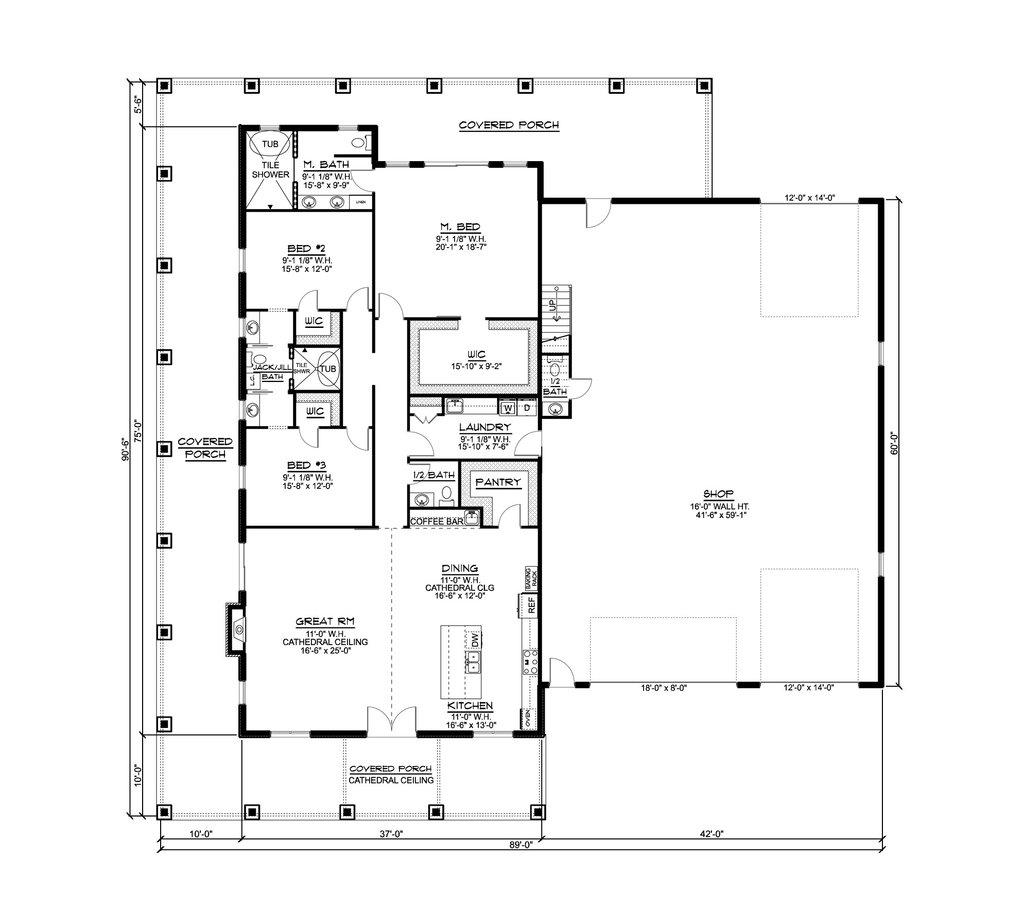 COVERED PORCH
5'-6"
TUB
TILE
SHOWER
M. BATH
9'-1 1/8" W.H.
15'-8" x 9'-9"
LINEN
12'-0" x 14'-0"
M. BED
9'-1 1/8" W.H.
20'-1" x 18'-7"
BED #2
9'-1 1/8" W.H.
15'-8" x 12'-0"
UP
WIC
WIC
15'-10" x 9'-2"
JACK/JILL
BATH
L.C.
TILE
SHWR.
TUB
1/2
BATH
WIC
W
D
LAUNDRY
9'-1 1/8" W.H.
15'-10" x 7'-6"
90'-6"
75'-0"
COVERED
PORCH
60'-0"
BED #3
9'-1 1/8" W.H.
15'-8" x 12'-0"
1/2 BATH
PANTRY
COFFEE BAR
SHOP
16'-0" WALL HT.
41'-6" x 59'-1"
DINING
11'-0" W.H.
CATHEDRAL CLG
16'-6" x 12'-0"
BAKING
RACK
REF
GREAT RM
11'-0" W.H.
CATHEDRAL CEILING
16'-6" x 25'-0"
DW
KITCHEN
11'-0" W.H.
16'-6" x 13'-0"
OVEN
18'-0" x 8'-0"
12'-0" x 14'-0"
10'-0"
COVERED PORCH
CATHEDRAL CEILING
10'-0"
37'-0"
42'-0"
89'-0"